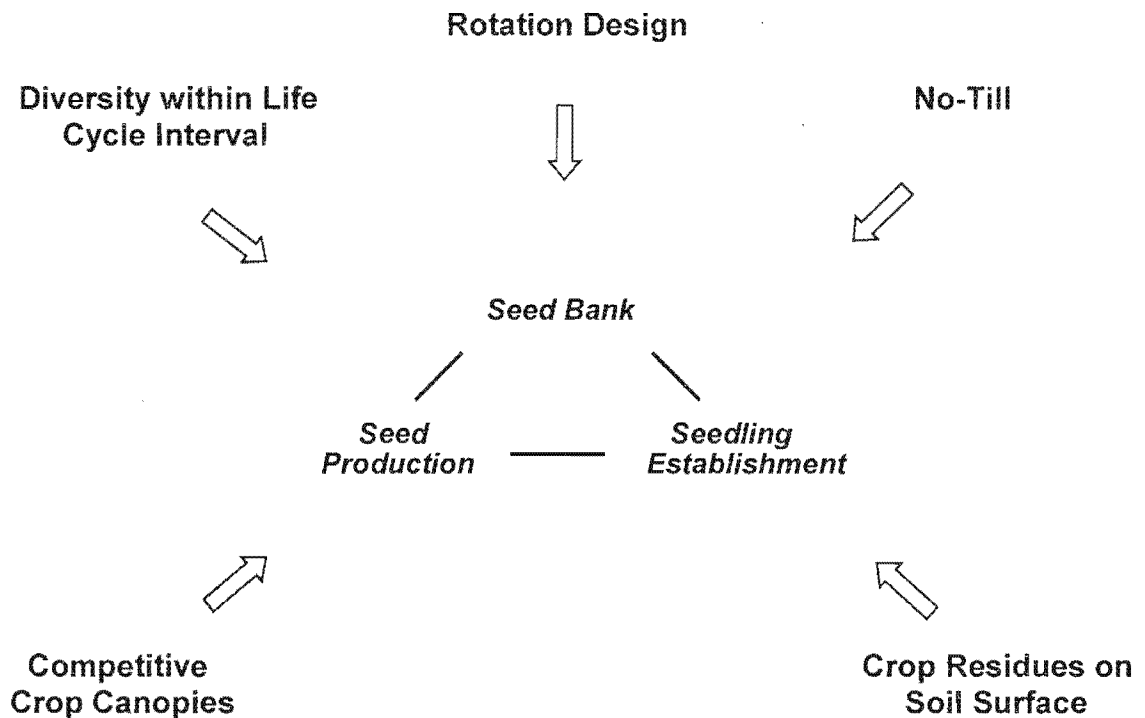 Rotation Design
Diversity within Life
Cycle Interval
No-Till
Seed Bank
Seed
Production
Seedling
Establishment
Competitive
Crop Canopies
Crop Residues on
Soil Surface